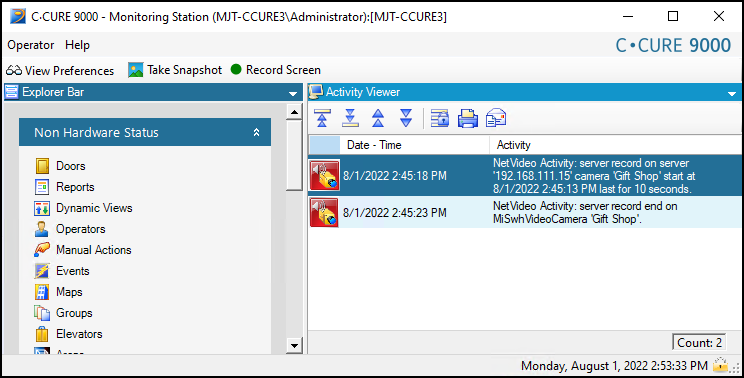 C•CURE 9000 - Monitoring Station (MJT-CCURE3\Administrator):[MJT-CCURE3]
Operator Help
C•CURE 9000
View Preferences Take Snapshot Record Screen
Explorer Bar
Non Hardware Status
Doors
Reports
Dynamic Views
Operators
Manual Actions
Events
Maps
Groups
Elevators
Activity Viewer
Date - Time Activity
8/1/2022 2:45:18 PM
NetVideo Activity: server record on server
'192.168.111.15' camera 'Gift Shop' start at
8/1/2022 2:45:13 PM last for 10 seconds.
8/1/2022 2:45:23 PM
NetVideo Activity: server record end on
MiSwhVideoCamera 'Gift Shop'.
Count: 2
Monday, August 1, 2022 2:53:33 PM